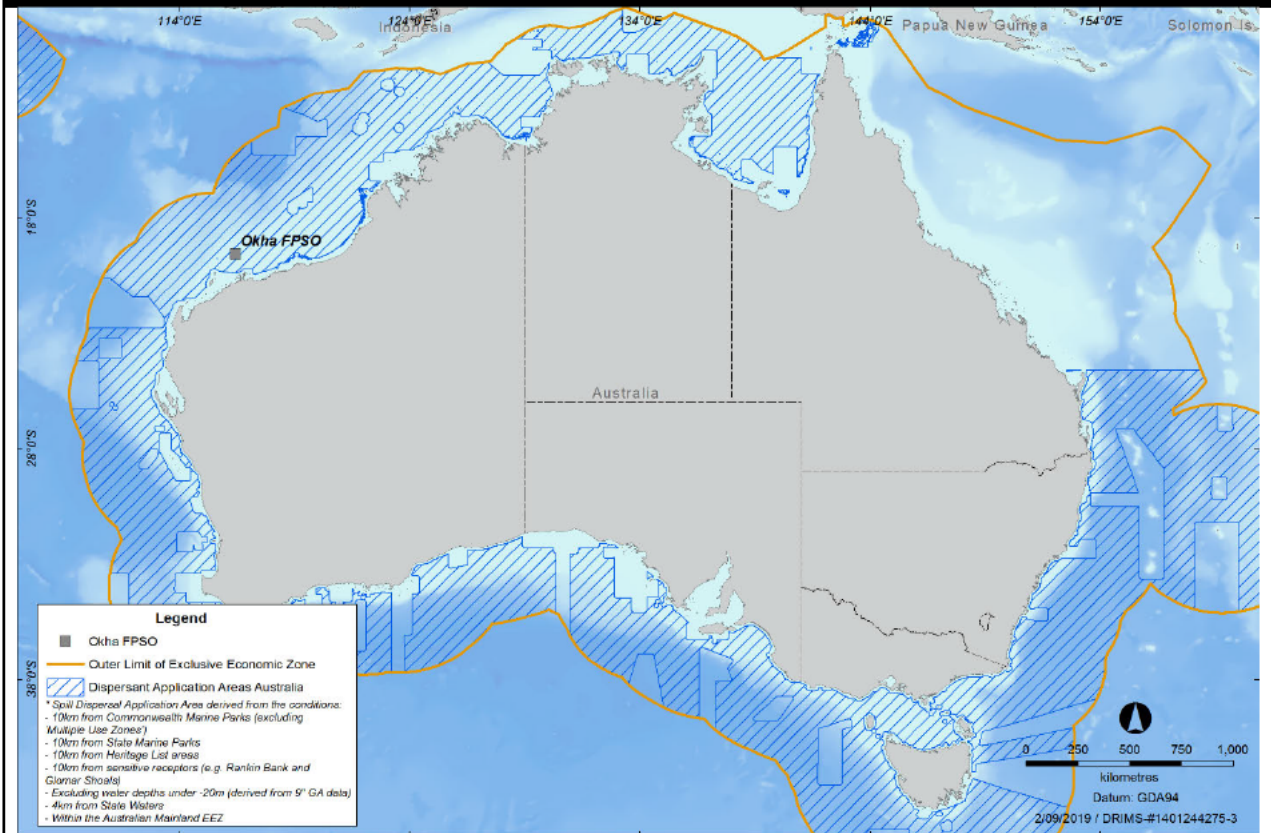 114°0'E 124°0'E 134°0'E 144°0'E 154°0'E
Indonesia Papua New Guinea Solomon Is.
18°0'S
Okha FPSO
Australia
28°0'S
38°0'S
Legend
Okha FPSO
Outer Limit of Exclusive Economic Zone
Dispersant Application Areas Australia
* Spill Dispersal Application Area derived from the conditions:
- 10km from Commonwealth Marine Parks (excluding
'Multiple Use Zones')
- 10km from State Marine Parks
- 10km from Heritage List areas
- 10km from sensitive receptors (e.g. Rankin Bank and
Glomar Shoals)
- Excluding water depths under -20m (derived from 9" GA data)
- 4km from State Waters
- Within the Australian Mainland EEZ
0 250 500 750 1,000
kilometres
Datum: GDA94
2/09/2019 / DRIMS-#1401244275-3